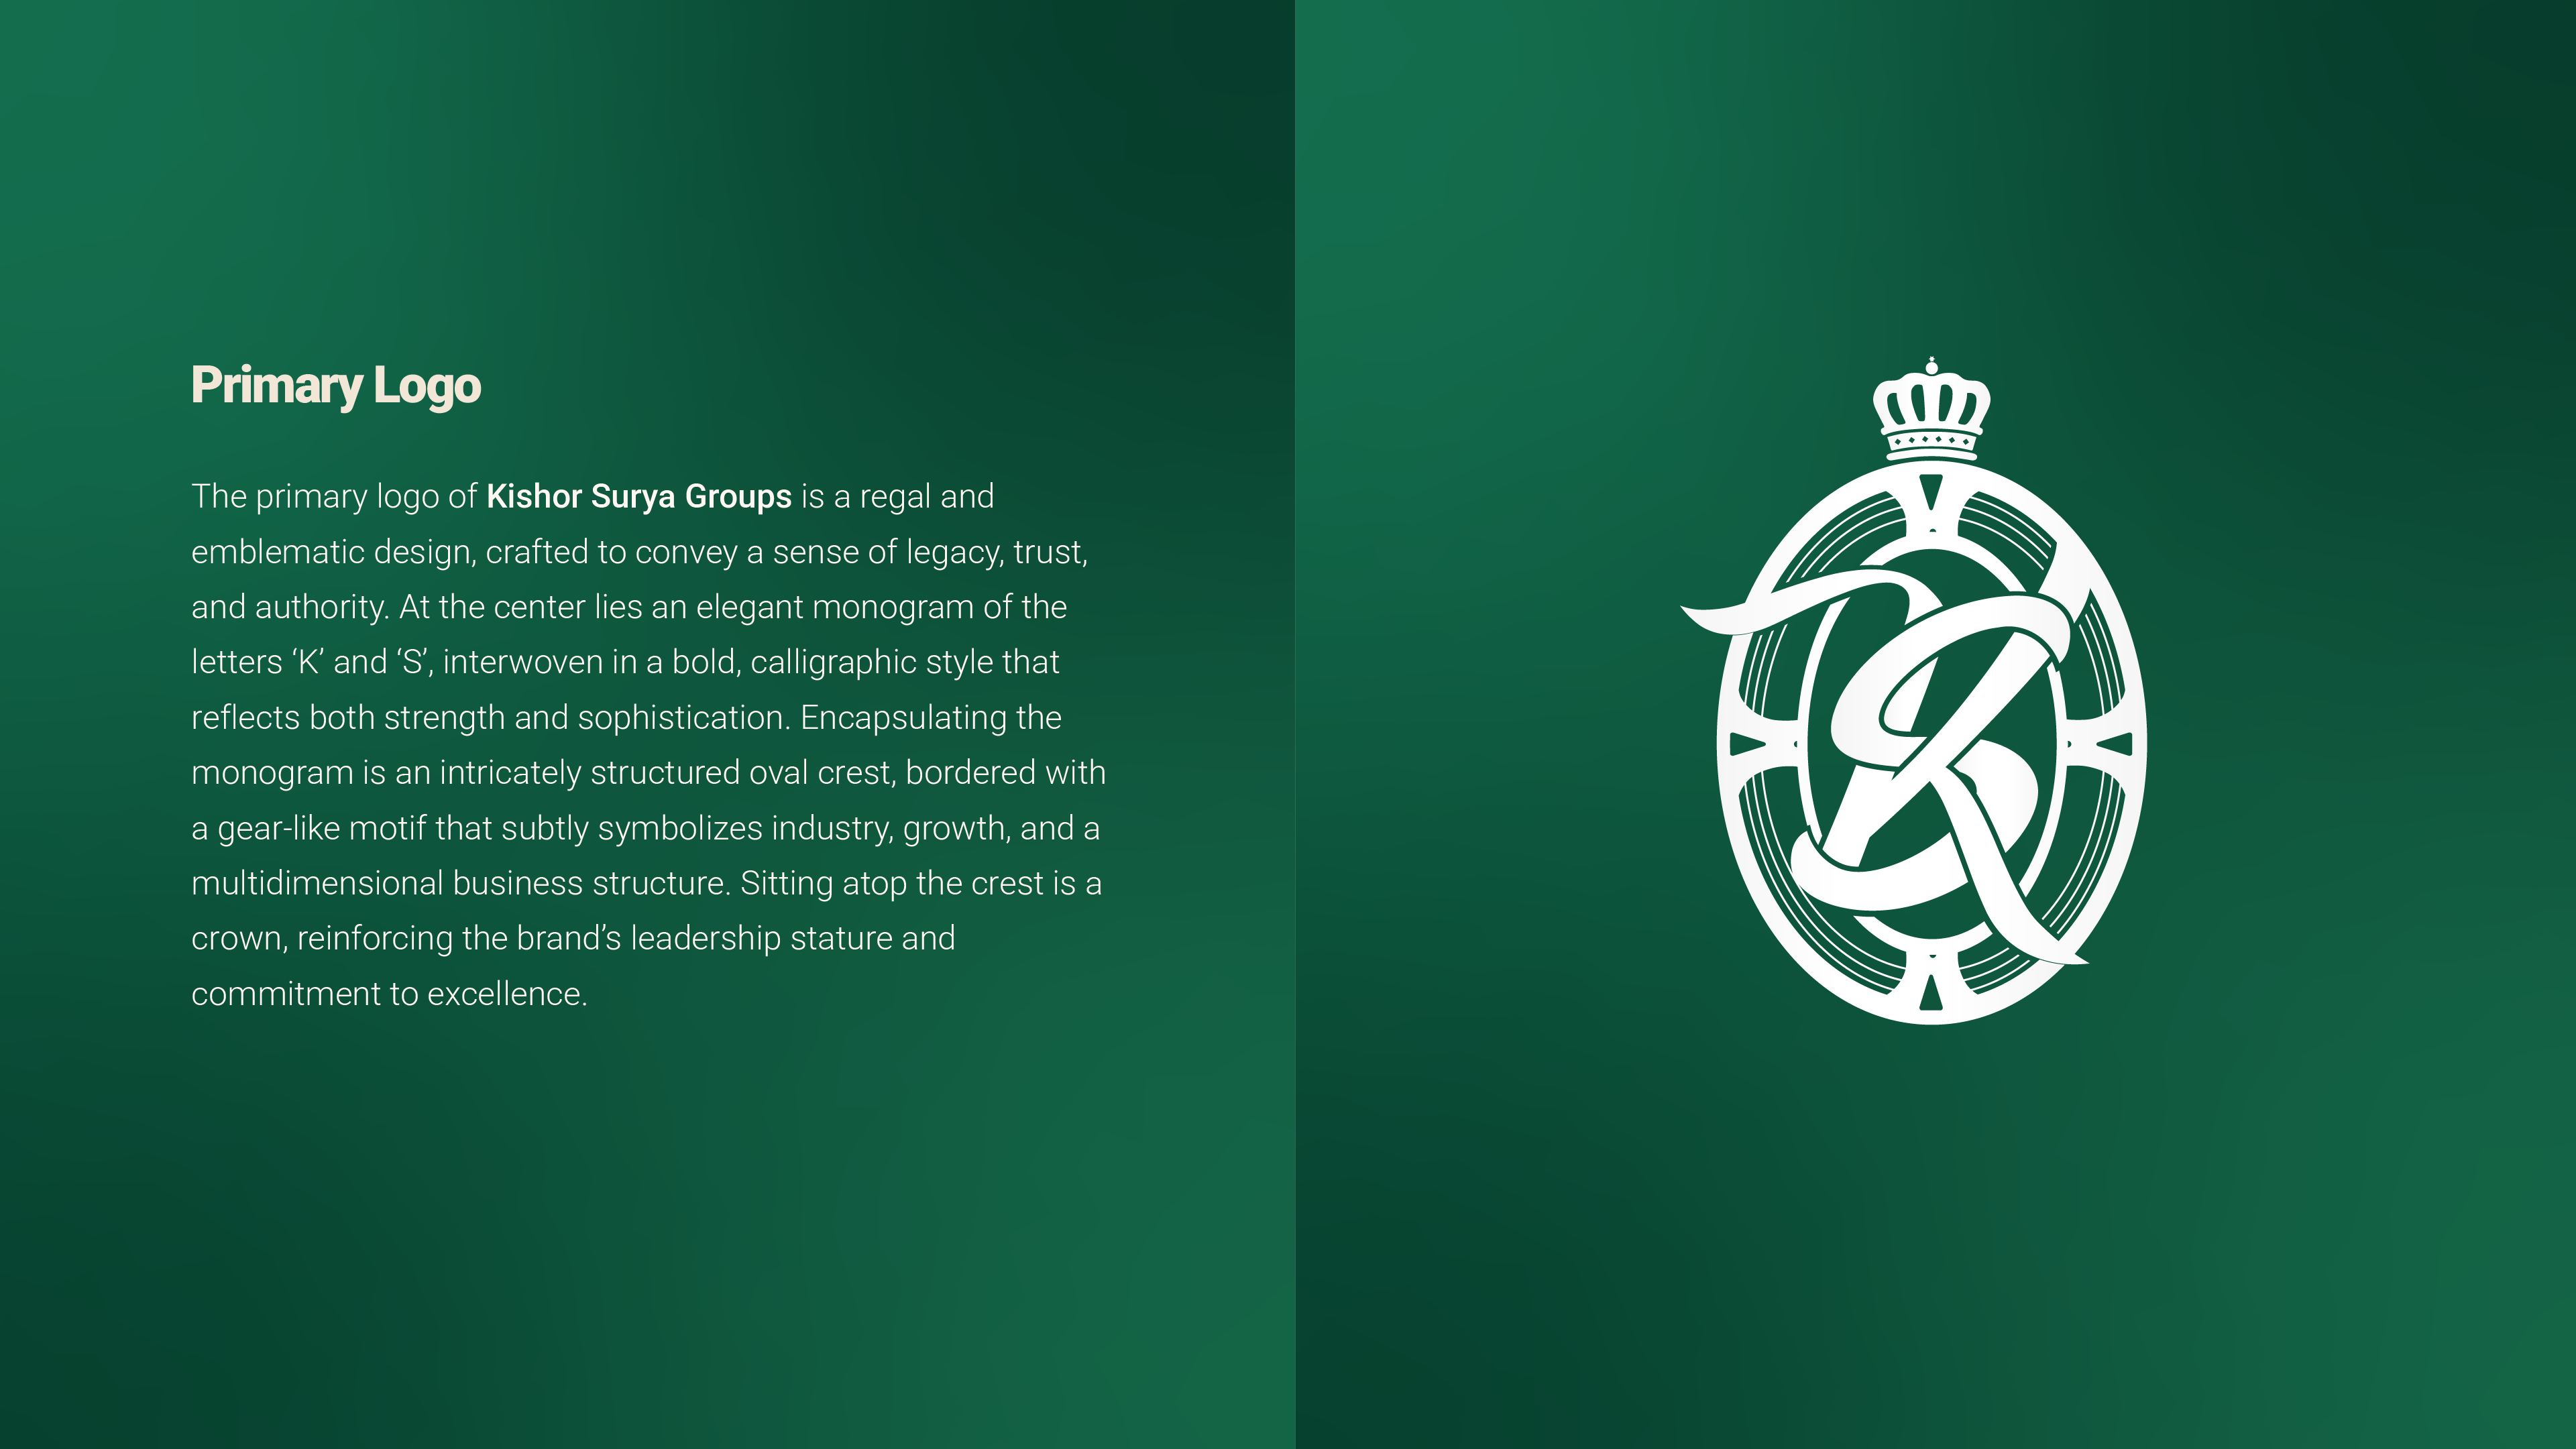 Primary Logo
The primary logo of Kishor Surya Groups is a regal and
emblematic design, crafted to convey a sense of legacy, trust,
and authority. At the center lies an elegant monogram of the
letters ‘K’ and ‘S’, interwoven in a bold, calligraphic style that
reflects both strength and sophistication. Encapsulating the
monogram is an intricately structured oval crest, bordered with
a gear-like motif that subtly symbolizes industry, growth, and a
multidimensional business structure. Sitting atop the crest is a
crown, reinforcing the brand’s leadership stature and
commitment to excellence.